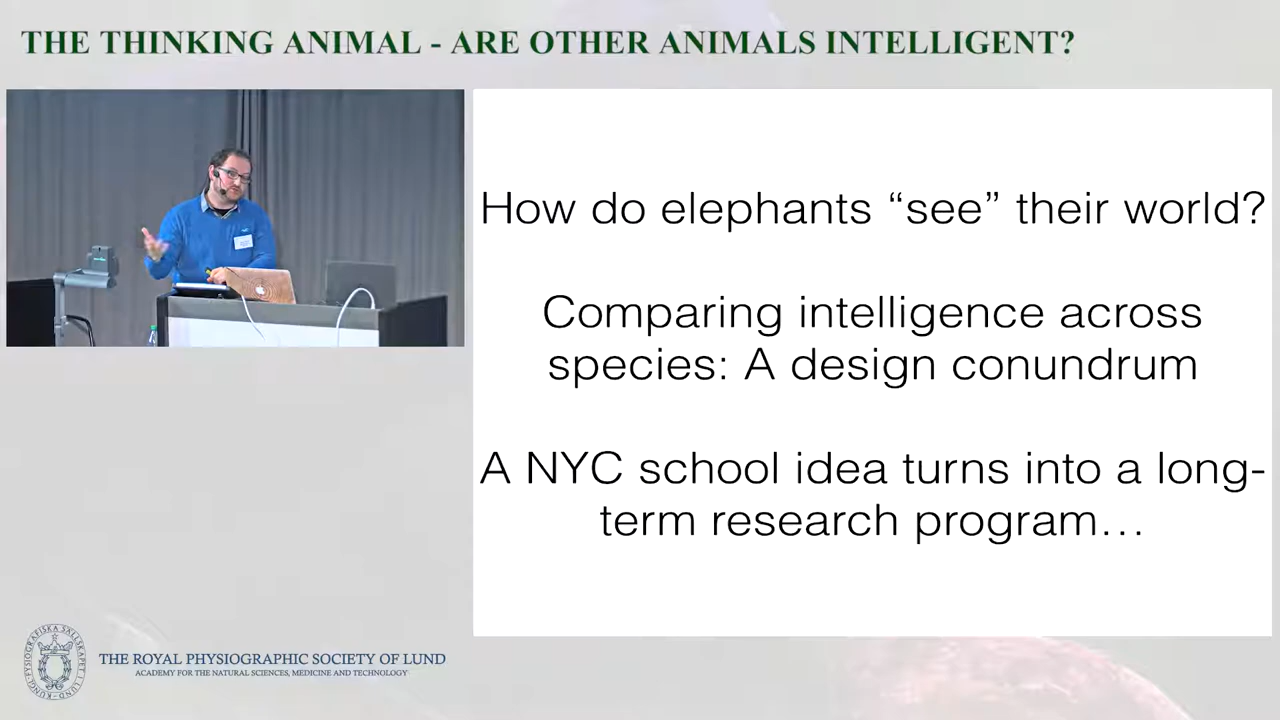 THE THINKING ANIMAL - ARE OTHER ANIMALS INTELLIGENT?
How do elephants “see” their world?
Comparing intelligence across
species: A design conundrum
A NYC school idea turns into a long-
term research program…
THE ROYAL PHYSIOGRAPHIC SOCIETY OF LUND
ACADEMY FOR THE NATURAL SCIENCES, MEDICINE AND TECHNOLOGY